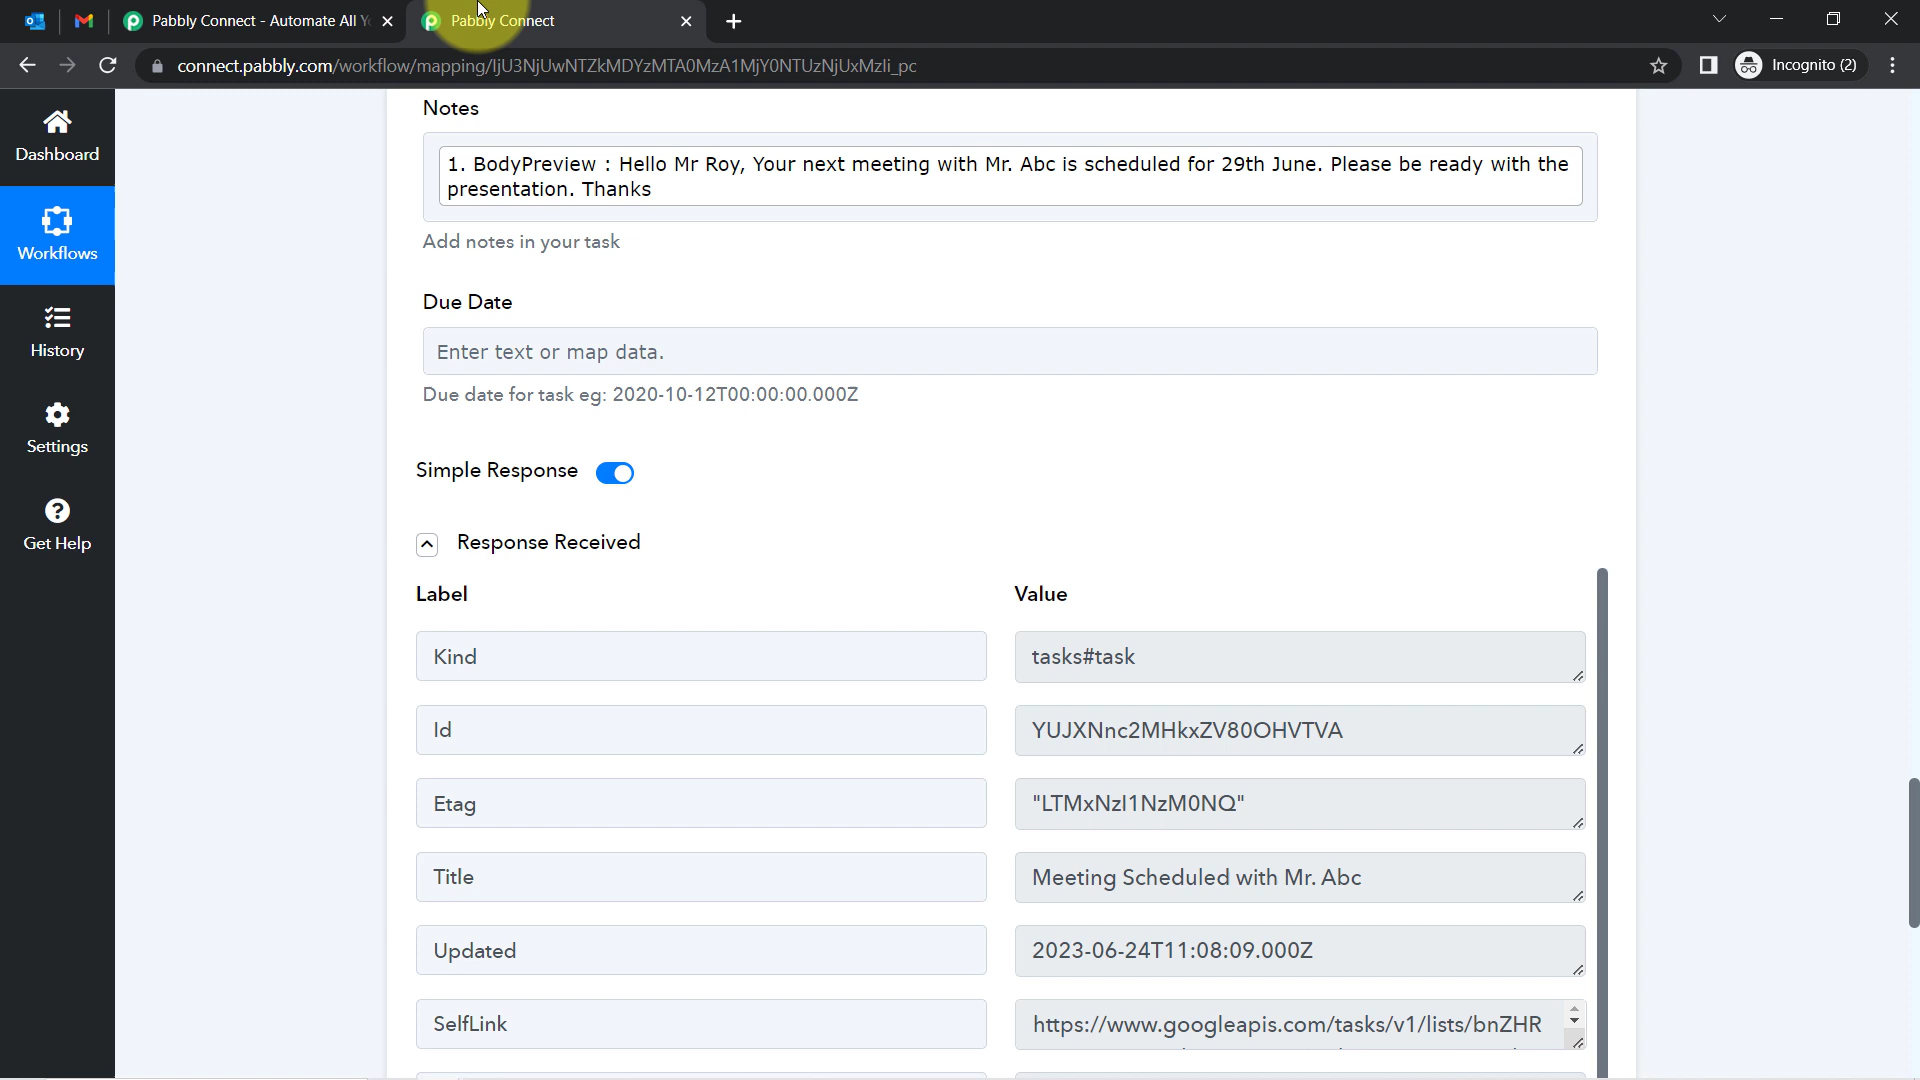 Pabbly Connect - Automate All Y
Pabbly Connect
connect.pabbly.com/workflow/mapping/IjU3NjUwNTZkMDYzMTA0MzA1MjY0NTUzNjUxMzIi_pc
Incognito (2)
Dashboard
Workflows
History
Settings
Get Help
Notes
1. BodyPreview : Hello Mr Roy, Your next meeting with Mr. Abc is scheduled for 29th June. Please be ready with the
presentation. Thanks
Add notes in your task
Due Date
Enter text or map data.
Due date for task eg: 2020-10-12T00:00:00.000Z
Simple Response
Response Received
Label Value
Kind tasks#task
Id YUJXNnc2MHkxZV80OHVTVA
Etag "LTMxNzI1NzM0NQ"
Title Meeting Scheduled with Mr. Abc
Updated 2023-06-24T11:08:09.000Z
SelfLink https://www.googleapis.com/tasks/v1/lists/bnZHR